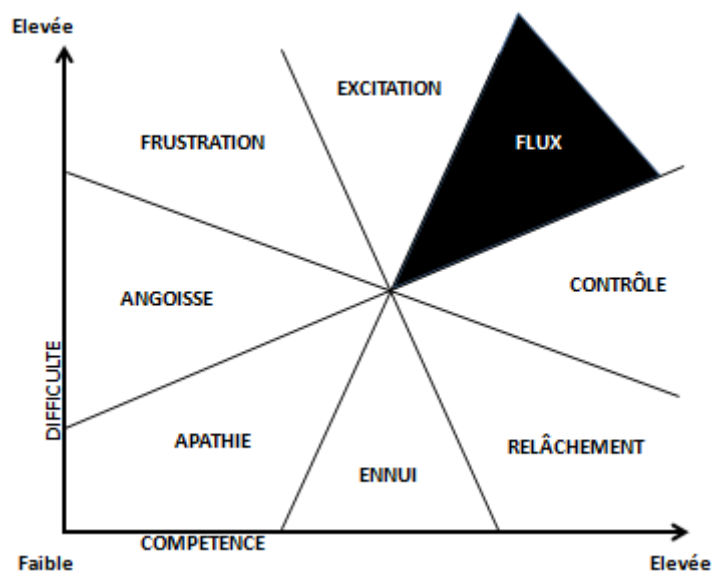 Elevée
EXCITATION
FRUSTRATION
FLUX
CONTRÔLE
ANGOISSE
DIFFICULTE
APATHIE
RELÂCHEMENT
ENNUI
COMPETENCE
Faible
Elevée